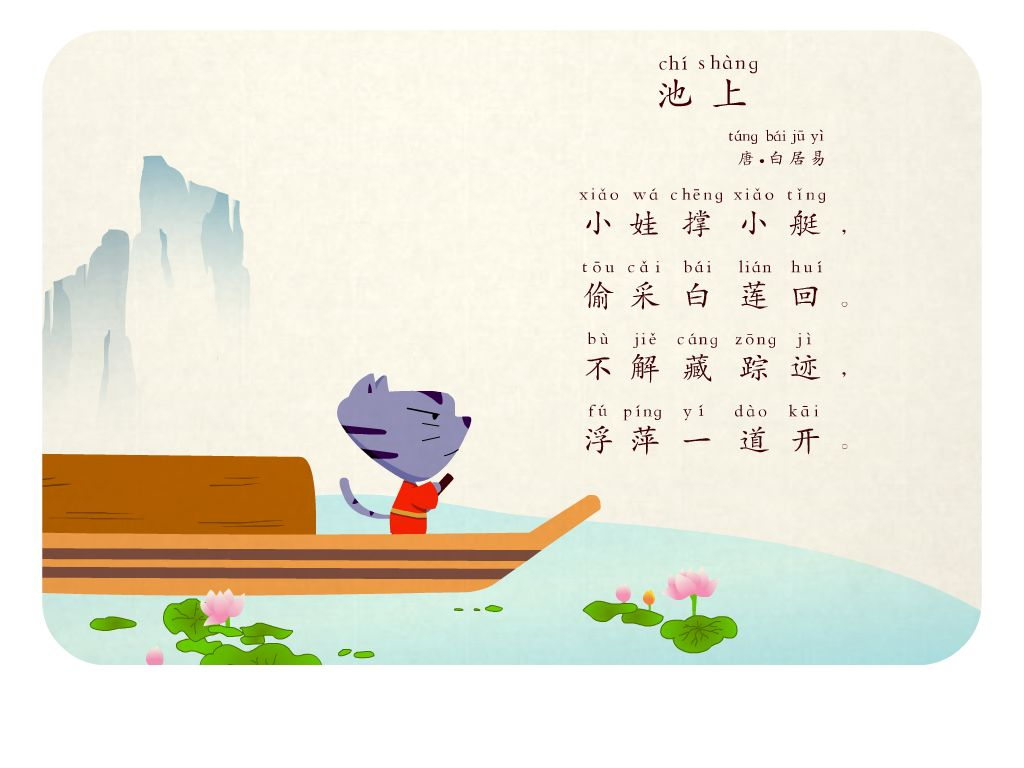 chí shàng
池上
táng bái jū yì
唐•白居易
xiǎo wá chēng xiǎo tǐng
小娃撑小艇，
tōu cǎi bái lián huí
偷采白莲回。
bù jiě cáng zōng jì
不解藏踪迹，
fú píng yí dào kāi
浮萍一道开。